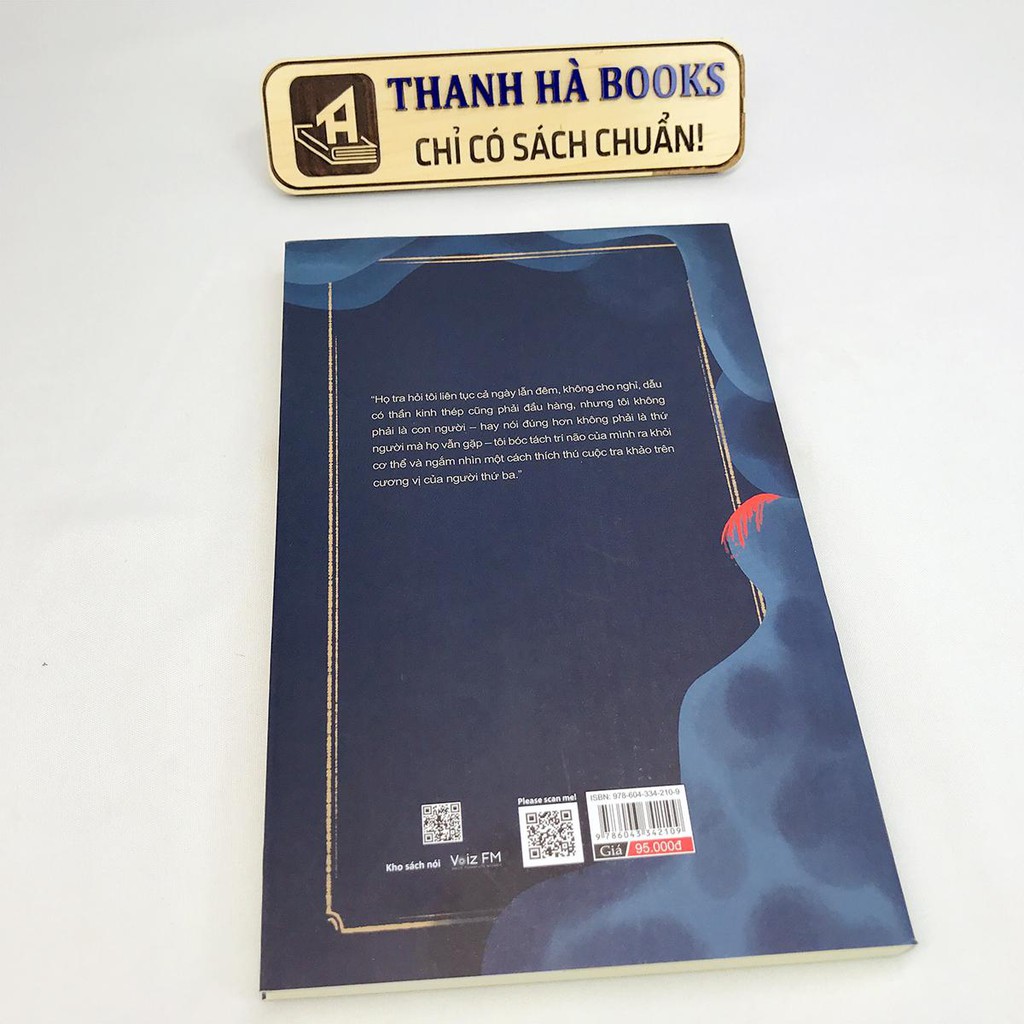 THANH HÀ BOOKS
CHỈ CÓ SÁCH CHUẨN!
"Họ tra hỏi tôi liên tục cả ngày lẫn đêm, không cho nghỉ, dẫu
có thần kinh thép cũng phải đầu hàng, nhưng tôi không
phải là con người – hay nói đúng hơn không phải là thứ
người mà họ vẫn gặp – tôi bóc tách trí não của mình ra khỏi
cơ thể và ngắm nhìn một cách thích thú cuộc tra khảo trên
cương vị của người thứ ba."
Kho sách nói Voiz FM
Please scan me!
ISBN: 978-604-334-210-9
9 786043 342109
Giá 95.000đ